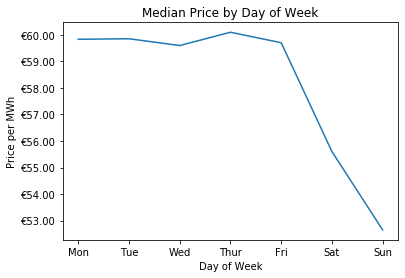 Median Price by Day of Week
€60.00
€59.00
€58.00
€57.00
€56.00
€55.00
€54.00
€53.00
Price per MWh
Mon Tue Wed Thur Fri Sat Sun
Day of Week